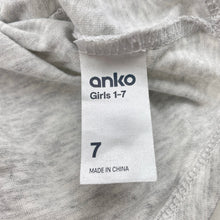 anko
Girls 1-7
7
MADE IN CHINA